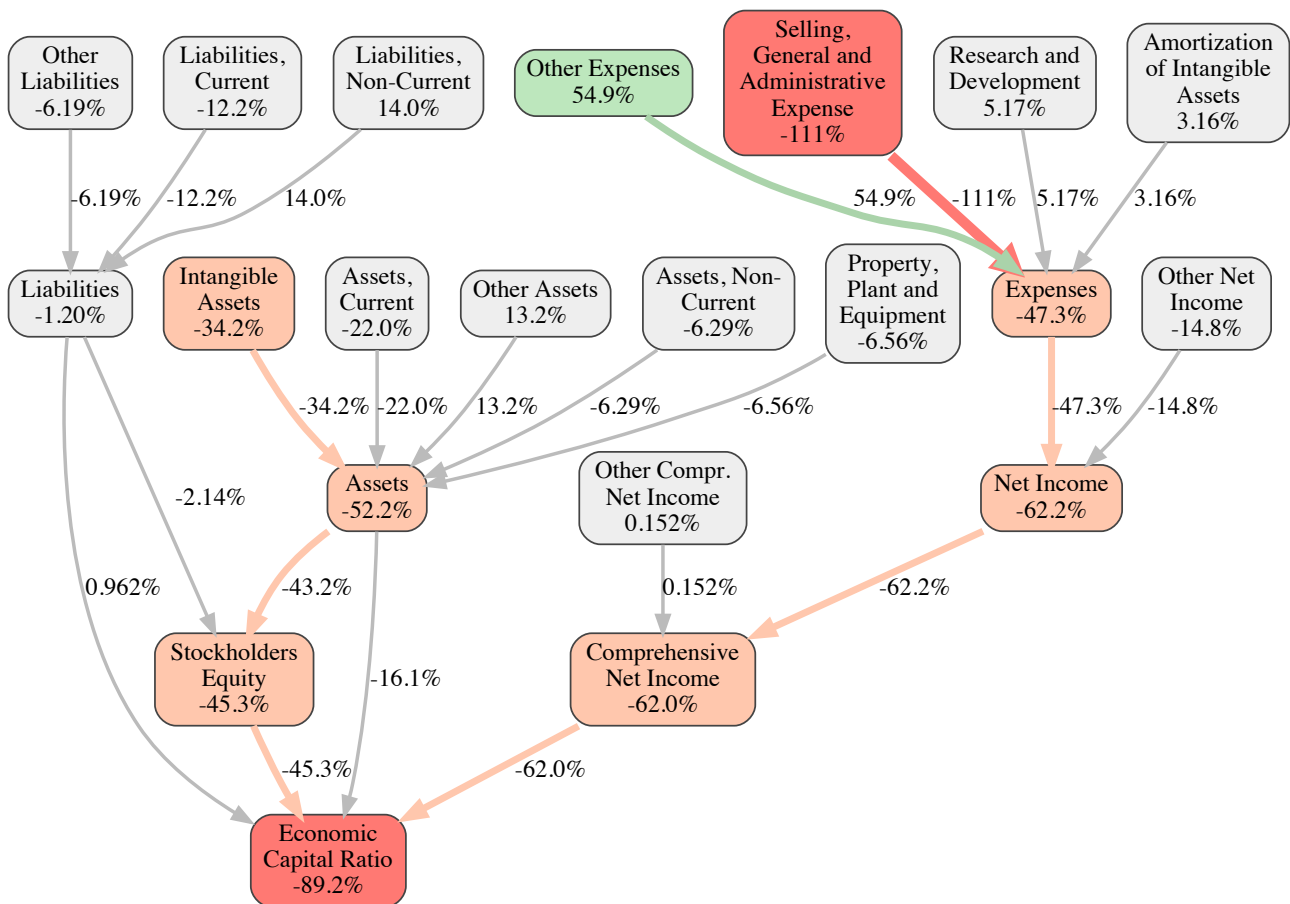 Other
Liabilities
-6.19%
Liabilities,
Current
-12.2%
Liabilities,
Non-Current
14.0%
Other Expenses
54.9%
Selling,
General and
Administrative
Expense
-111%
Research and
Development
5.17%
Amortization
of Intangible
Assets
3.16%
-6.19%
-12.2%
14.0%
54.9%
-111%
5.17%
3.16%
Liabilities
-1.20%
Intangible
Assets
-34.2%
Assets,
Current
-22.0%
Other Assets
13.2%
Assets, Non-
Current
-6.29%
Property,
Plant and
Equipment
-6.56%
Expenses
-47.3%
Other Net
Income
-14.8%
-34.2%
-22.0%
13.2%
-6.29%
-6.56%
-47.3%
-14.8%
-2.14%
Assets
-52.2%
Other Compr.
Net Income
0.152%
Net Income
-62.2%
0.962%
-43.2%
0.152%
-62.2%
Stockholders
Equity
-45.3%
-16.1%
Comprehensive
Net Income
-62.0%
-45.3%
-62.0%
Economic
Capital Ratio
-89.2%